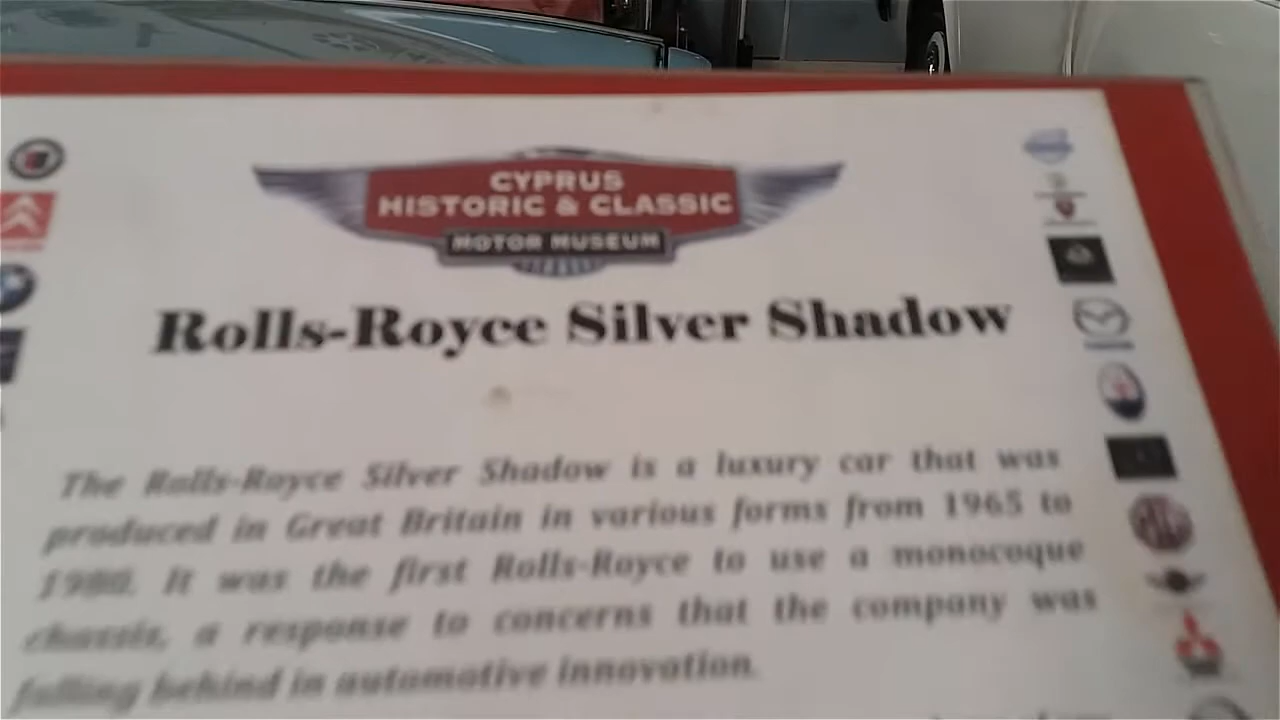 CYPRUS
HISTORIC & CLASSIC
MOTOR MUSEUM
Rolls-Royce Silver Shadow
The Rolls-Royce Silver Shadow is a luxury car that was
produced in Great Britain in various forms from 1965 to
1980. It was the first Rolls-Royce to use a monocoque
chassis, a response to concerns that the company was
falling behind in automotive innovation.
MG